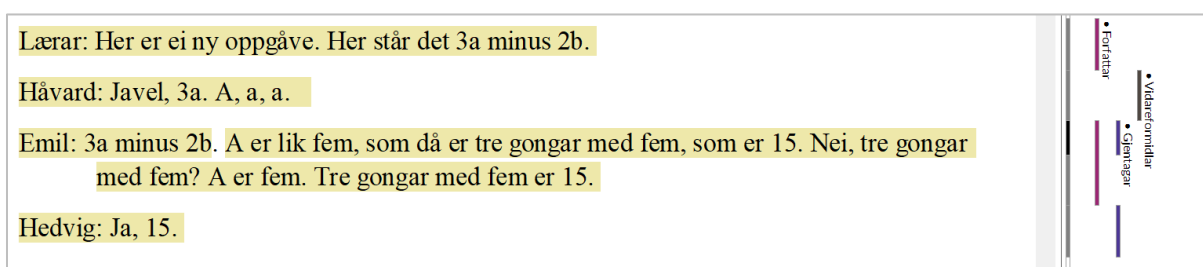 Lærar: Her er ei ny oppgåve. Her står det 3a minus 2b.
Håvard: Javel, 3a. A, a, a.
Emil: 3a minus 2b. A er lik fem, som då er tre gongar med fem, som er 15. Nei, tre gongar
med fem? A er fem. Tre gongar med fem er 15.
Hedvig: Ja, 15.
• Forfattar
• Vidareformidlar
• Gjentagar